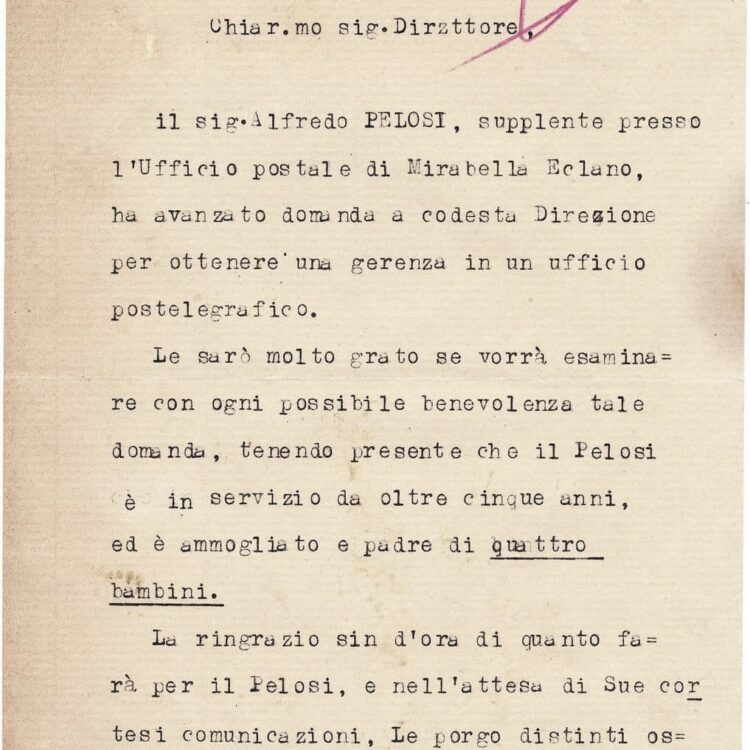 Chiar.mo sig.Dirzttore,
il sig.Alfredo PELOSI, supplente presso
l'Ufficio postale di Mirabella Eclano,
ha avanzato domanda a codesta Direzione
per ottenere una gerenza in un ufficio
postelegrafico.
Le sarò molto grato se vorrà esamina=
re con ogni possibile benevolenza tale
domanda, tenendo presente che il Pelosi
è in servizio da oltre cinque anni,
ed è ammogliato e padre di quattro
bambini.
La ringrazio sin d'ora di quanto fa=
rà per il Pelosi, e nell'attesa di Sue cor
tesi comunicazioni, Le porgo distinti os=